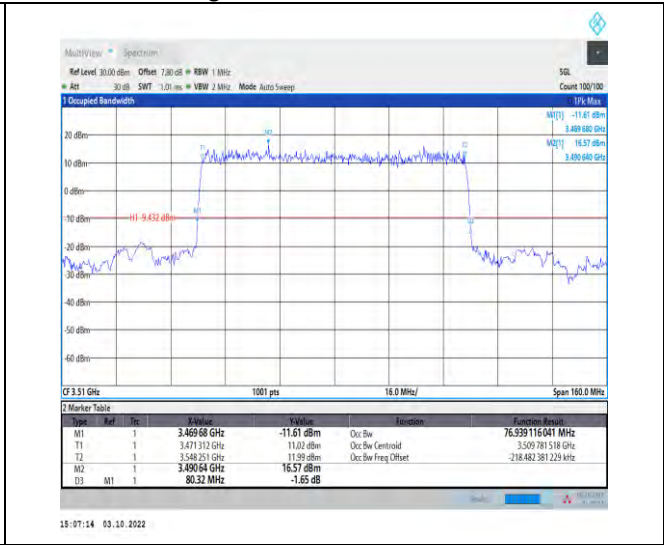 MultiView Spectrum
Ref Level 30.00 dBm Offset 7.80 dB RBW 1 MHz SGL
Att 30 dB SWT 1.01 ms VBW 2 MHz Mode Auto Sweep Count 100/100
1 Occupied Bandwidth 1Pk Max
M1[1] -11.61 dBm
3.469 680 GHz
M2[1] 16.57 dBm
3.490 640 GHz
20 dBm
M2
T1
T2
10 dBm
0 dBm
M1
-10 dBm H1 -9.432 dBm
-20 dBm
-30 dBm
-40 dBm
-50 dBm
-60 dBm
CF 3.51 GHz 1001 pts 16.0 MHz/ Span 160.0 MHz
2 Marker Table
Type Ref Trc X-Value Y-Value Function Function Result
M1 1 3.469 68 GHz -11.61 dBm Occ Bw 76.939 116 041 MHz
T1 1 3.471 312 GHz 11.02 dBm Occ Bw Centroid 3.509 781 518 GHz
T2 1 3.548 251 GHz 11.99 dBm Occ Bw Freq Offset -218.482 381 229 kHz
M2 1 3.490 64 GHz 16.57 dBm
D3 M1 1 80.32 MHz -1.65 dB
15:07:14 03.10.2022